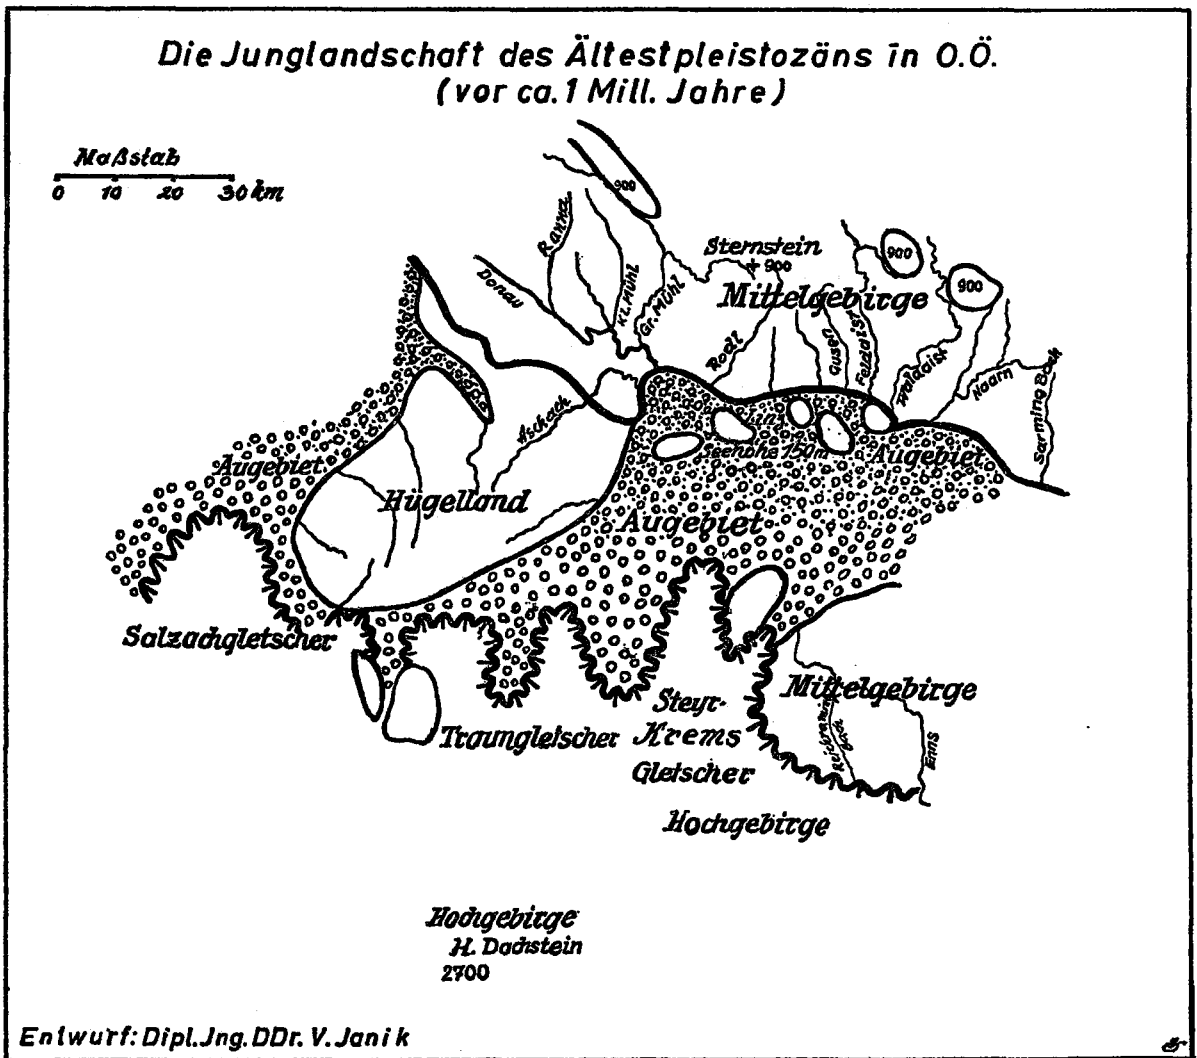 Die Junglandschaft des Ältestpleistozäns in O.Ö.
(vor ca. 1 Mill. Jahre)
Maßstab
0 10 20 30 km
900
Ranna
Donau
Kl. Mühl
Gr. Mühl
Sternstein
+ 900
900
900
Mittelgebirge
Rodl
Gusen
Waldaist
Naarn
Sarming Bach
Aschach
Linz
Seehöhe 150m
Augebiet
Augebiet
Hügelland
Augebiet
Salzachgletscher
Traungletscher
Steyr-
Krems
Gletscher
Mittelgebirge
Enns
Hochgebirge
Hochgebirge
H. Dachstein
2700
Entwurf: Dipl. Jng. DDr. V. Janik